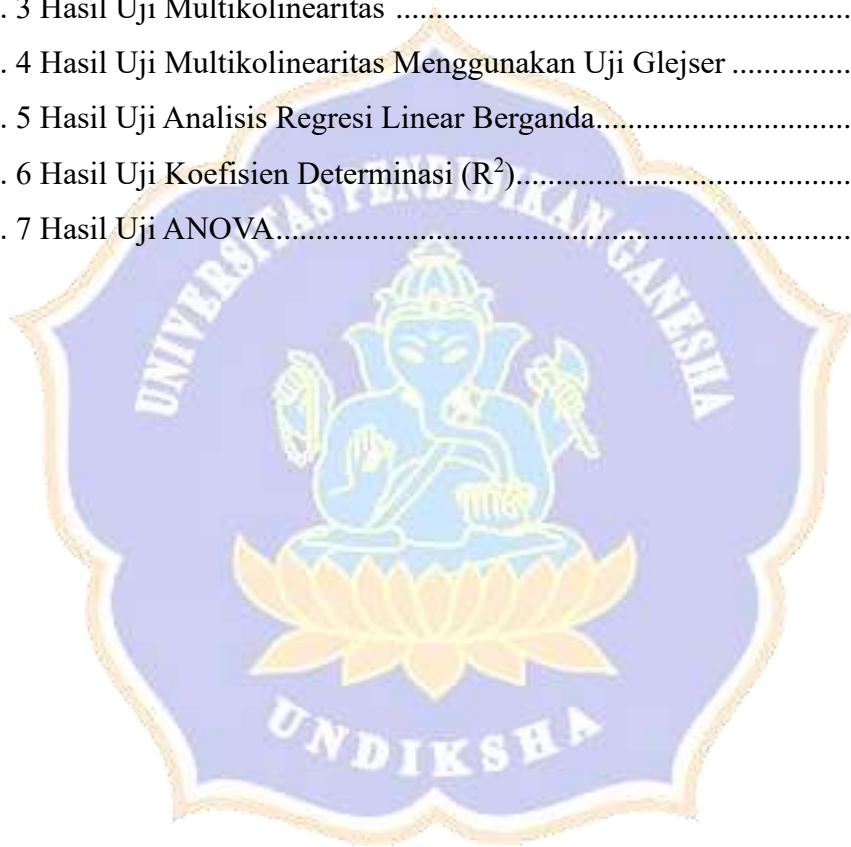 . 3 Hasil Uji Multikolinearitas ........................................................
. 4 Hasil Uji Multikolinearitas Menggunakan Uji Glejser ...............
. 5 Hasil Uji Analisis Regresi Linear Berganda................................
. 6 Hasil Uji Koefisien Determinasi (R²)..........................................
. 7 Hasil Uji ANOVA........................................................................
UNIVERSITAS PENDIDIKAN GANESHA
UNDIKSHA